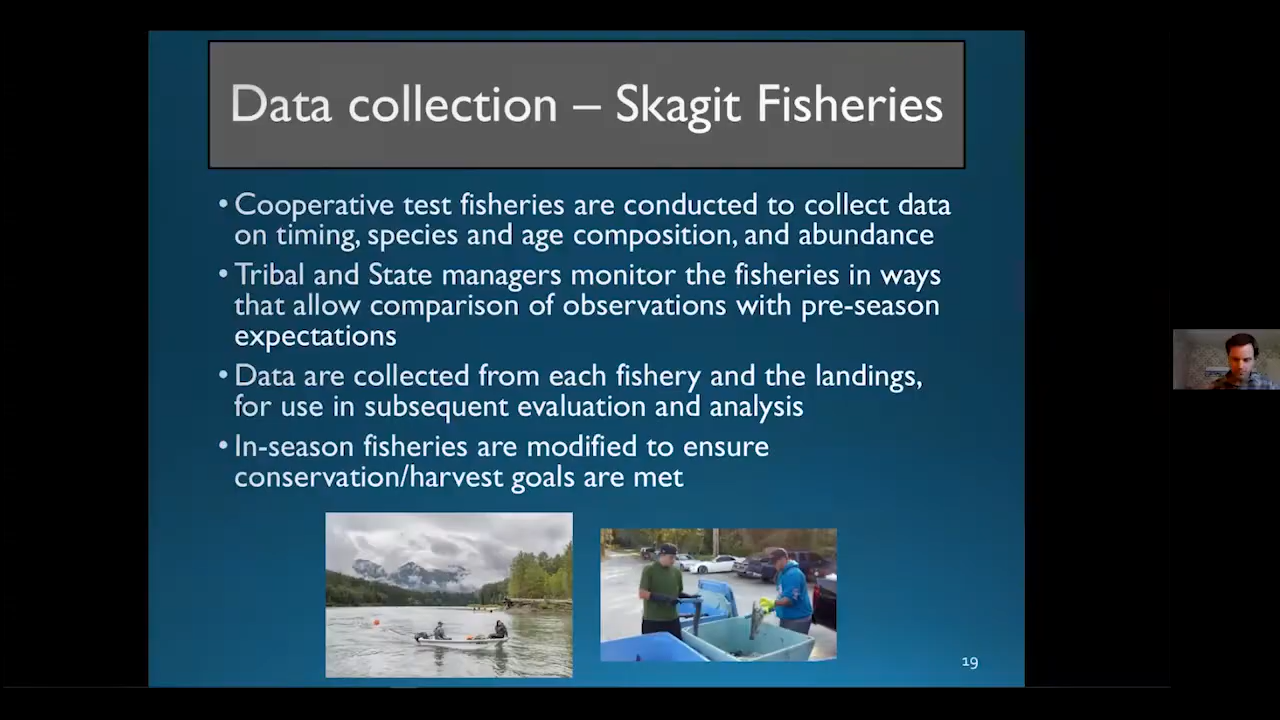 Data collection – Skagit Fisheries
• Cooperative test fisheries are conducted to collect data
on timing, species and age composition, and abundance
• Tribal and State managers monitor the fisheries in ways
that allow comparison of observations with pre-season
expectations
• Data are collected from each fishery and the landings,
for use in subsequent evaluation and analysis
• In-season fisheries are modified to ensure
conservation/harvest goals are met
19